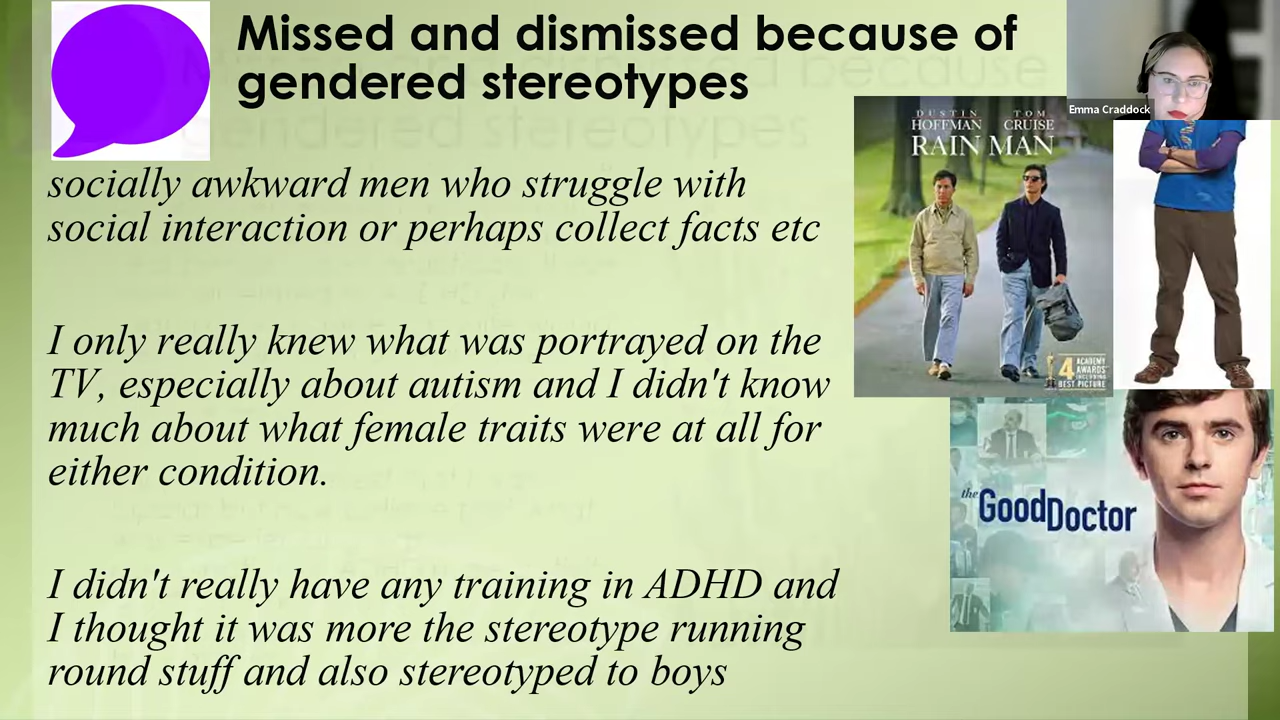 Missed and dismissed because of
gendered stereotypes
Emma Craddock
socially awkward men who struggle with
social interaction or perhaps collect facts etc
I only really knew what was portrayed on the
TV, especially about autism and I didn't know
much about what female traits were at all for
either condition.
I didn't really have any training in ADHD and
I thought it was more the stereotype running
round stuff and also stereotyped to boys
DUSTIN TOM
HOFFMAN CRUISE
RAIN MAN
4 ACADEMY
AWARDS
INCLUDING
BEST PICTURE
the GoodDoctor